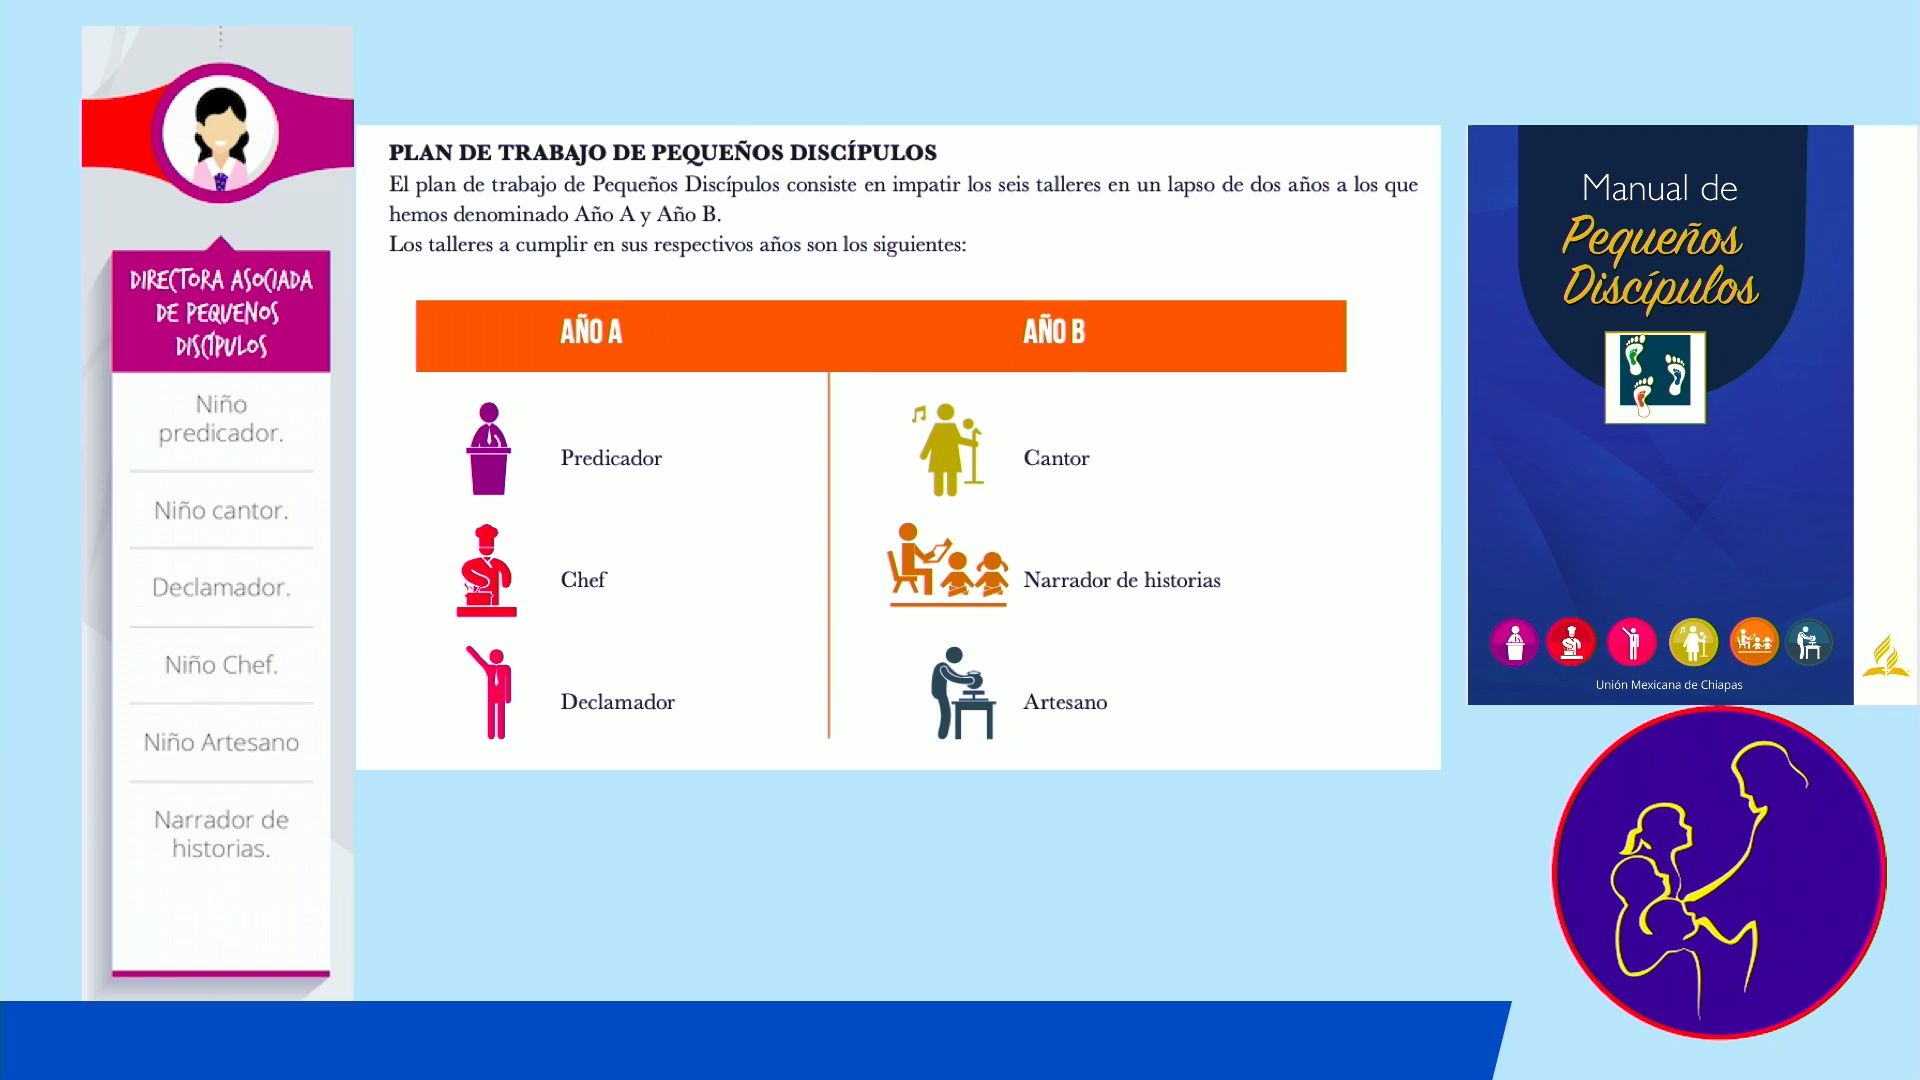 DIRECTORA ASOCIADA
DE PEQUENOS
DISCÍPULOS
Niño
predicador.
Niño cantor.
Declamador.
Niño Chef.
Niño Artesano
Narrador de
historias.
PLAN DE TRABAJO DE PEQUEÑOS DISCÍPULOS
El plan de trabajo de Pequeños Discípulos consiste en impatir los seis talleres en un lapso de dos años a los que
hemos denominado Año A y Año B.
Los talleres a cumplir en sus respectivos años son los siguientes:
AÑO A
AÑO B
Predicador
Cantor
Chef
Narrador de historias
Declamador
Artesano
Manual de
Pequeños
Discípulos
Unión Mexicana de Chiapas